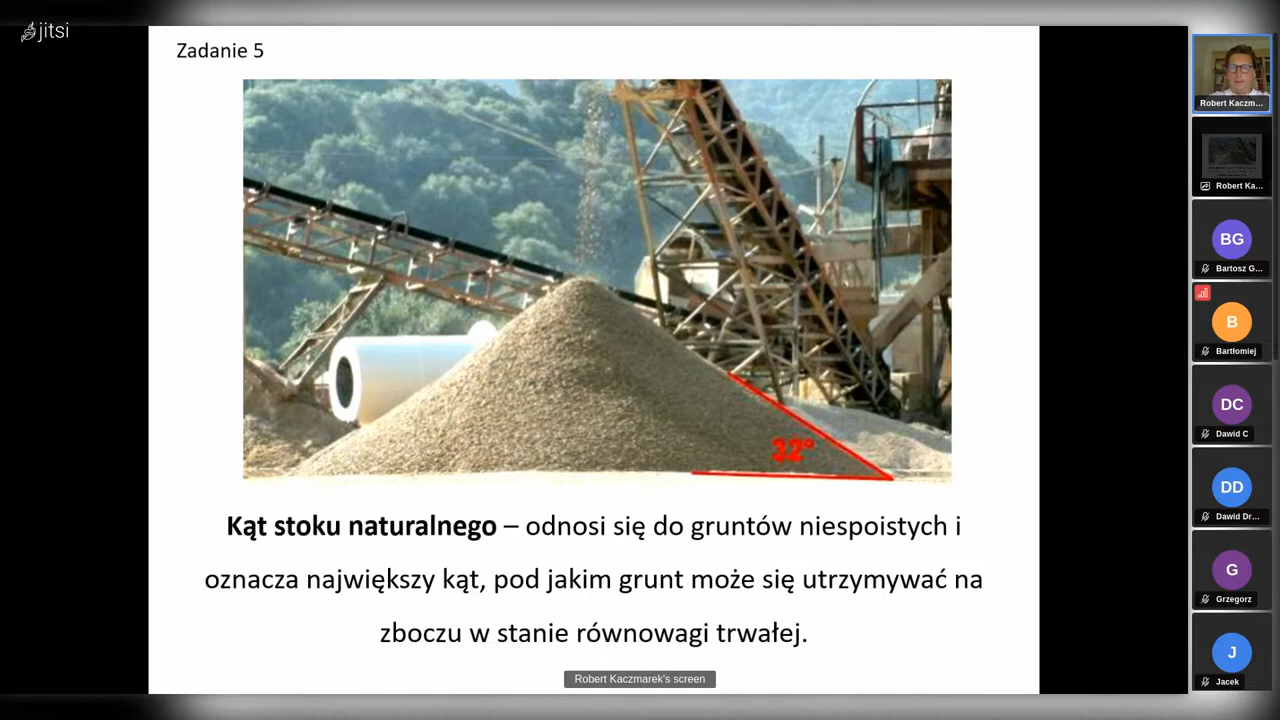 jitsi
Zadanie 5
32°
Kąt stoku naturalnego – odnosi się do gruntów niespoistych i
oznacza największy kąt, pod jakim grunt może się utrzymywać na
zboczu w stanie równowagi trwałej.
Robert Kaczmarek's screen
Robert Kaczm...
Robert Ka...
BG
Bartosz G...
B
Bartłomiej
DC
Dawid C
DD
Dawid Dr...
G
Grzegorz
J
Jacek